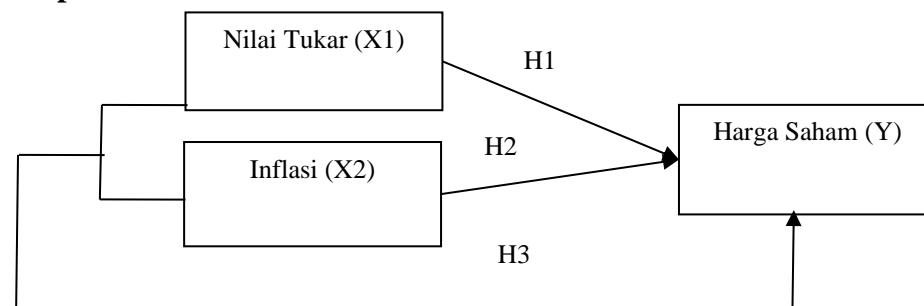 Nilai Tukar (X1)
H1
Harga Saham (Y)
H2
Inflasi (X2)
H3